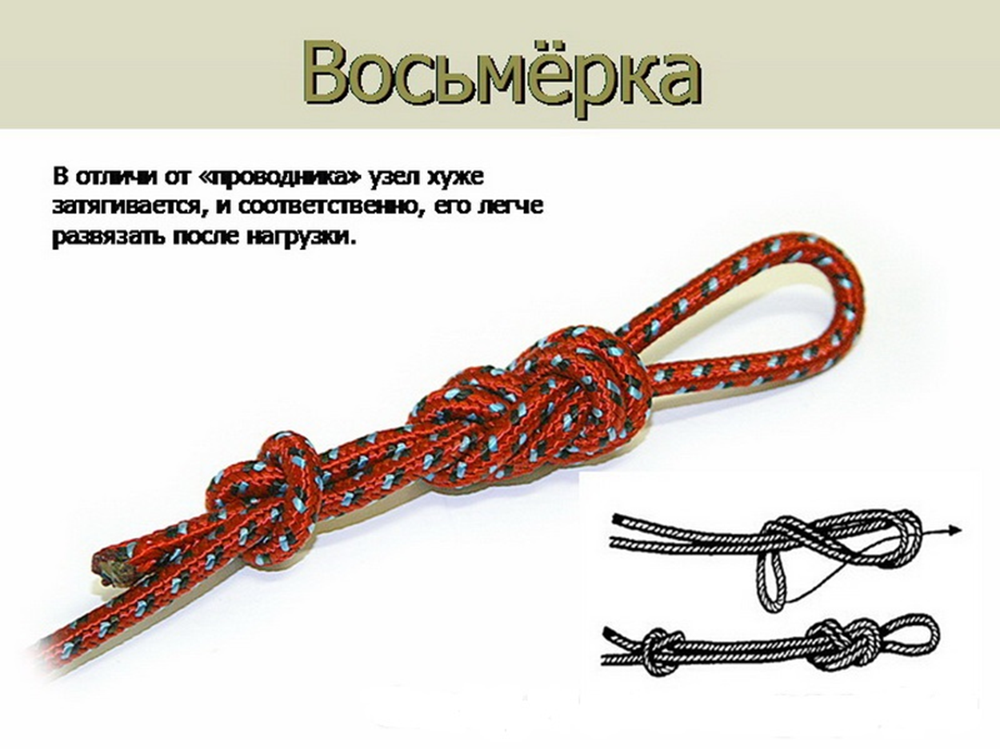 Восьмёрка
В отличи от «проводника» узел хуже
затягивается, и соответственно, его легче
развязать после нагрузки.